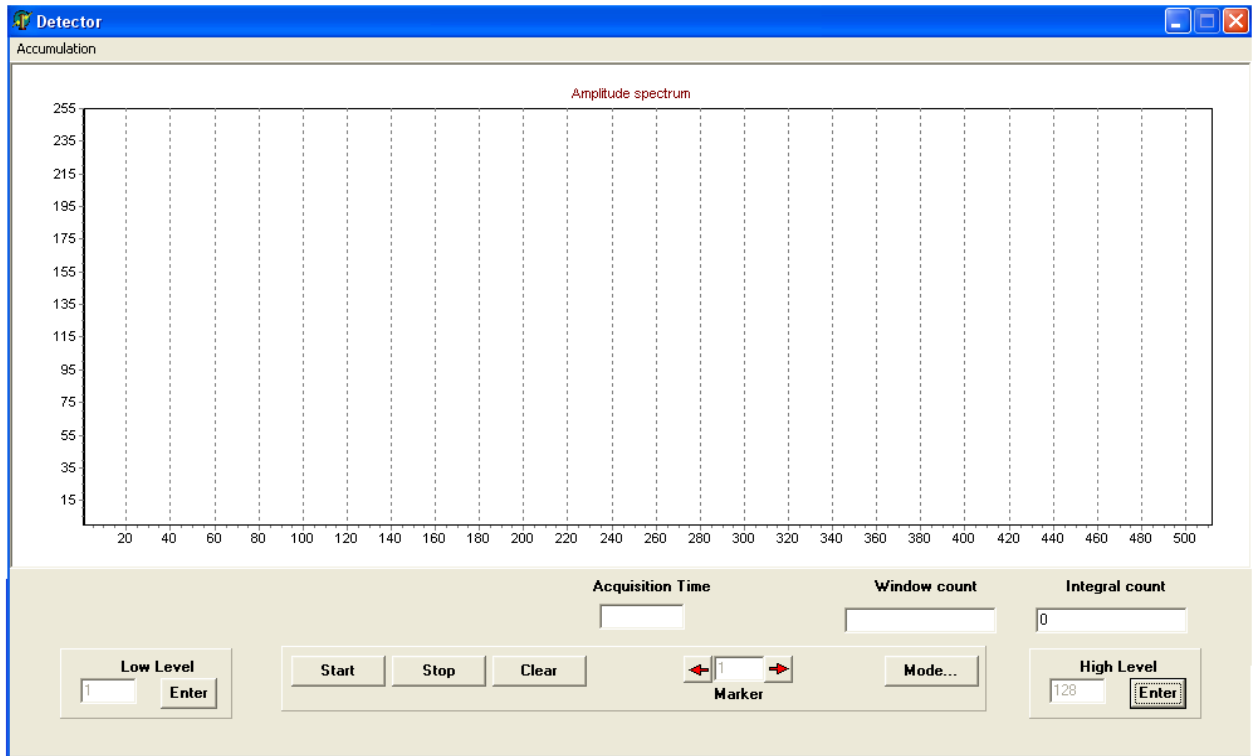 Detector
Accumulation
Amplitude spectrum
255
235
215
195
175
155
135
115
95
75
55
35
15
20 40 60 80 100 120 140 160 180 200 220 240 260 280 300 320 340 360 380 400 420 440 460 480 500
Acquisition Time Window count Integral count
0
Low Level
1 Enter
Start Stop Clear
1
Marker
Mode...
High Level
128 Enter